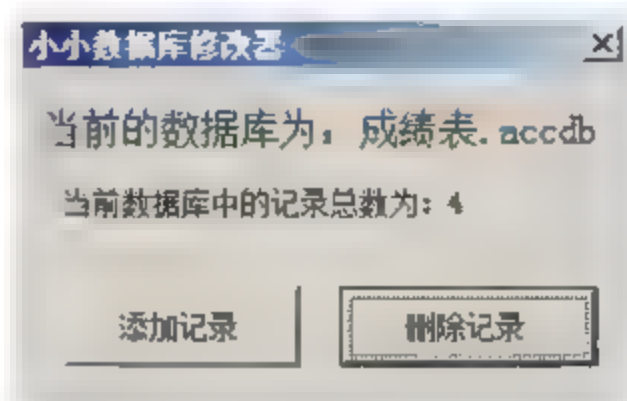 小小数据库修改器
当前的数据库为：成绩表.accdb
当前数据库中的记录总数为：4
添加记录
删除记录